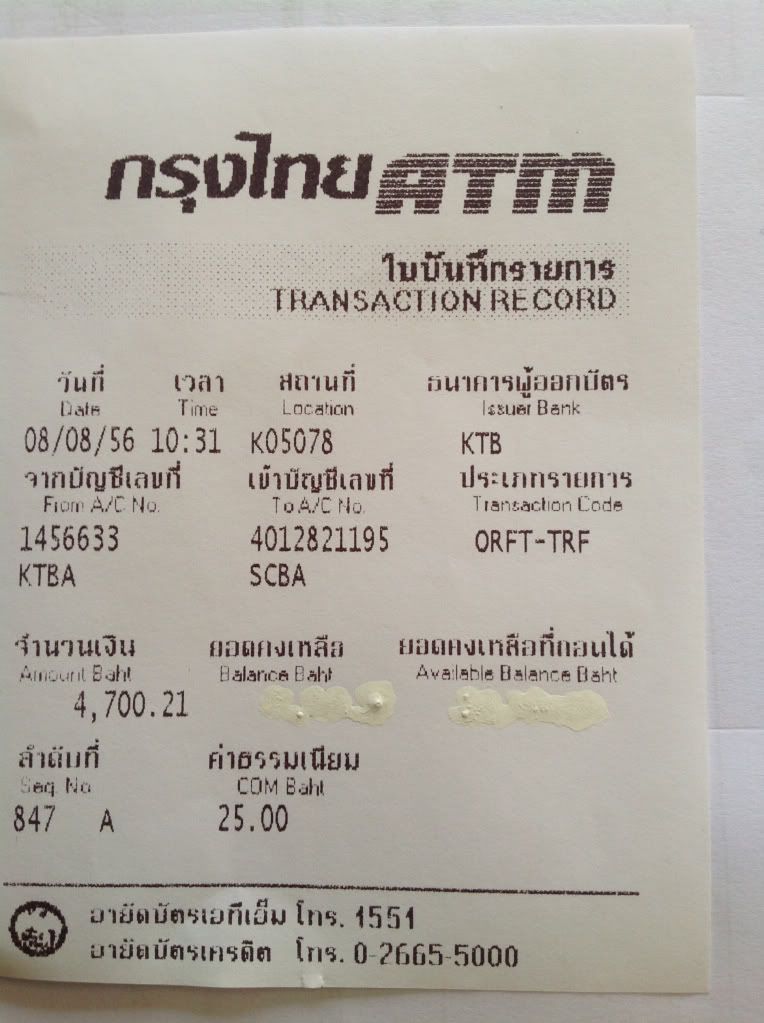 กรุงไทย ATM
ใบบันทึกรายการ
TRANSACTION RECORD
วันที่ เวลา สถานที่ ธนาคารผู้ออกบัตร
Date Time Location Issuer Bank
08/08/56 10:31 K05078 KTB
จากบัญชีเลขที่ เข้าบัญชีเลขที่ ประเภทรายการ
From A/C No. To A/C No. Transaction Code
1456633 4012821195 ORFT-TRF
KTBA SCBA
จำนวนเงิน ยอดคงเหลือ ยอดคงเหลือที่ถอนได้
Amount Baht Balance Baht Available Balance Baht
4,700.21
ลำดับที่ ค่าธรรมเนียม
Seq. No. COM Baht
847 A 25.00
อายัดบัตรเอทีเอ็ม โทร. 1551
อายัดบัตรเครดิต โทร. 0-2665-5000